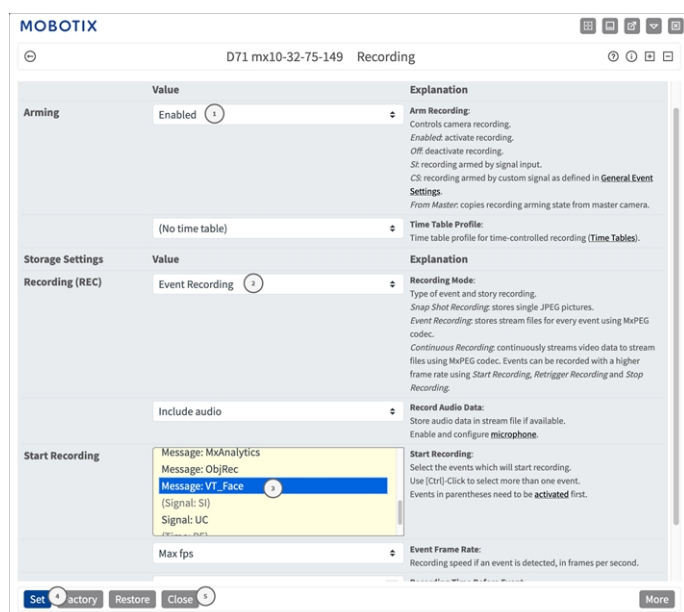 MOBOTIX
D71 mx10-32-75-149 Recording
Value Explanation
Arming Enabled 1 Arm Recording:
Controls camera recording.
Enabled: activate recording.
Off: deactivate recording.
SI: recording armed by signal input.
CS: recording armed by custom signal as defined in General Event
Settings.
From Master: copies recording arming state from master camera.
(No time table) Time Table Profile:
Time table profile for time-controlled recording (Time Tables).
Storage Settings Value Explanation
Recording (REC) Event Recording 2 Recording Mode:
Type of event and story recording.
Snap Shot Recording: stores single JPEG pictures.
Event Recording: stores stream files for every event using MxPEG
codec.
Continuous Recording: continuously streams video data to stream
files using MxPEG codec. Events can be recorded with a higher
frame rate using Start Recording, Retrigger Recording and Stop
Recording.
Include audio Record Audio Data:
Store audio data in stream file if available.
Enable and configure microphone.
Start Recording Message: MxAnalytics
Message: ObjRec
Message: VT_Face 3
(Signal: SI)
Signal: UC
Start Recording:
Select the events which will start recording.
Use [Ctrl]-Click to select more than one event.
Events in parentheses need to be activated first.
Max fps Event Frame Rate:
Recording speed if an event is detected, in frames per second.
Set 4 actory Restore Close 5 More